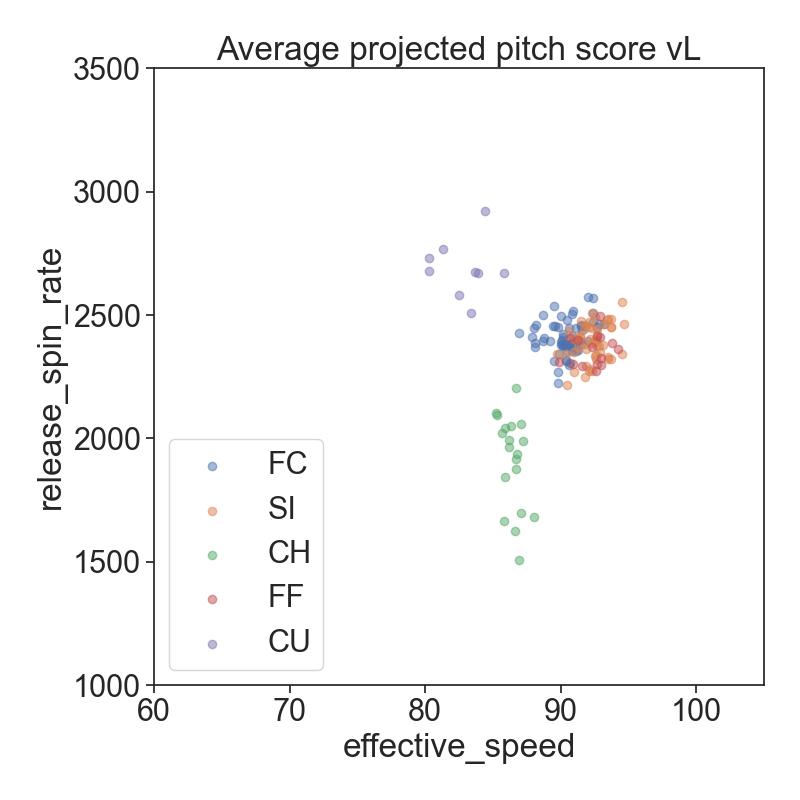 Average projected pitch score vL
3500
3000
2500
2000
1500
1000
release_spin_rate
FC
SI
CH
FF
CU
60 70 80 90 100
effective_speed